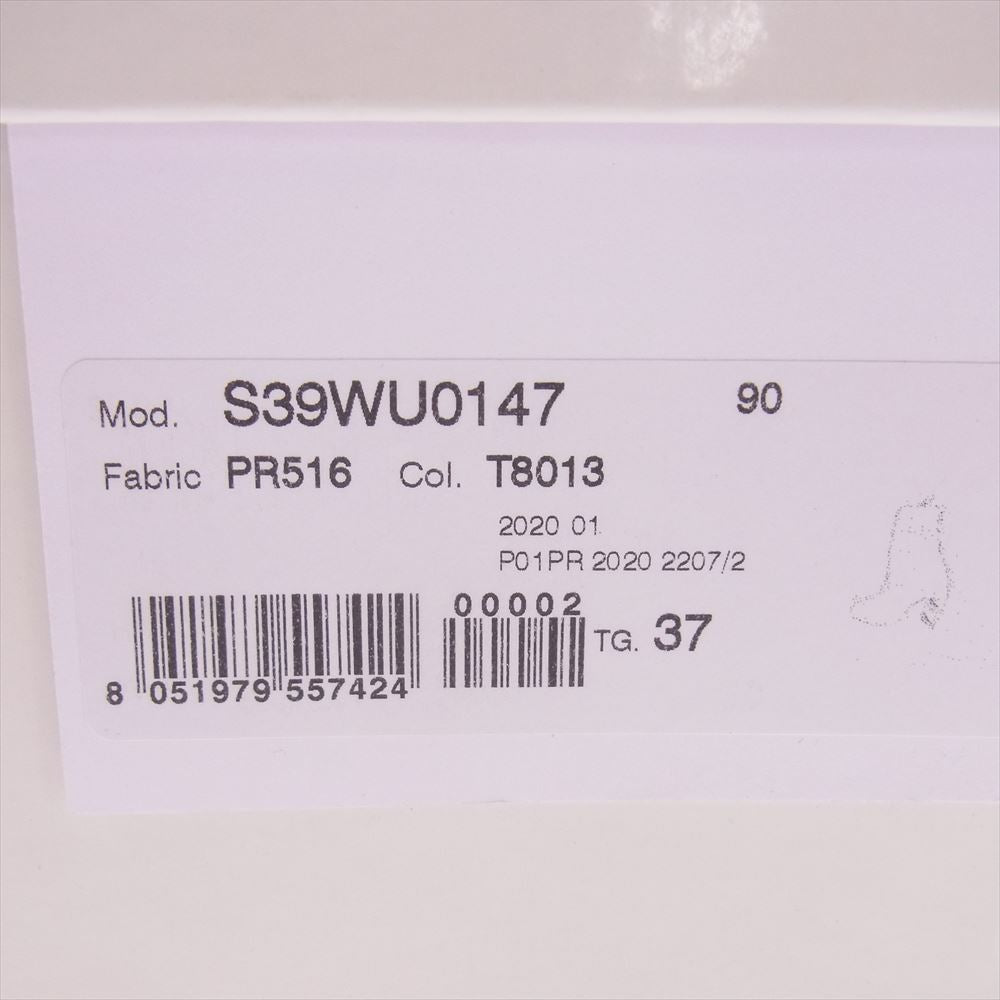 Mod. S39WU0147 90
Fabric PR516 Col. T8013
2020 01
P01PR 2020 2207/2
00002
TG. 37
8 051979 557424